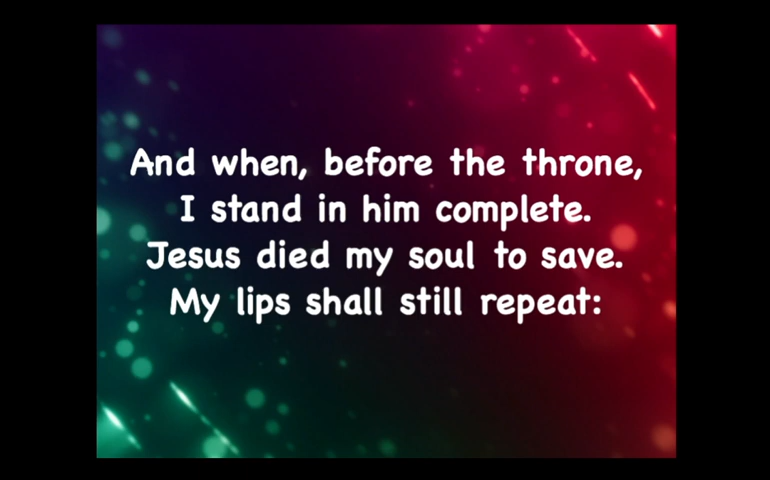 And when, before the throne,
I stand in him complete.
Jesus died my soul to save.
My lips shall still repeat: